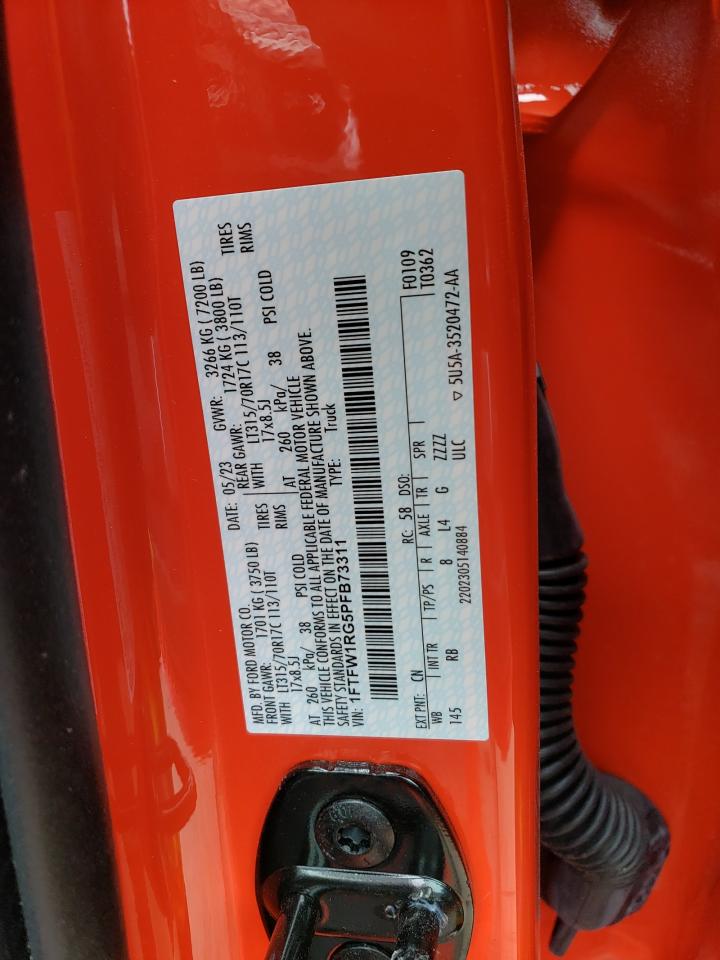 MFD. BY FORD MOTOR CO. DATE: 05/23 GVWR: 3266 KG ( 7200 LB)
FRONT GAWR: 1701 KG ( 3750 LB) REAR GAWR: 1724 KG ( 3800 LB)
WITH LT315/70R17C 113/110T TIRES WITH LT315/70R17C 113/110T TIRES
17x8.5J RIMS 17x8.5J RIMS
AT 260 kPa/ 38 PSI COLD AT 260 kPa/ 38 PSI COLD
THIS VEHICLE CONFORMS TO ALL APPLICABLE FEDERAL MOTOR VEHICLE
SAFETY STANDARDS IN EFFECT ON THE DATE OF MANUFACTURE SHOWN ABOVE.
VIN: 1FTFW1RG5PFB73311 TYPE: Truck
EXT PNT: CN RC: 58 DSO: F0109
WB INT TR TP/PS R AXLE TR SPR T0362
145 RB 8 L4 G ZZZZ
2202305140884 ULC ▽ 5U5A-3520472-AA